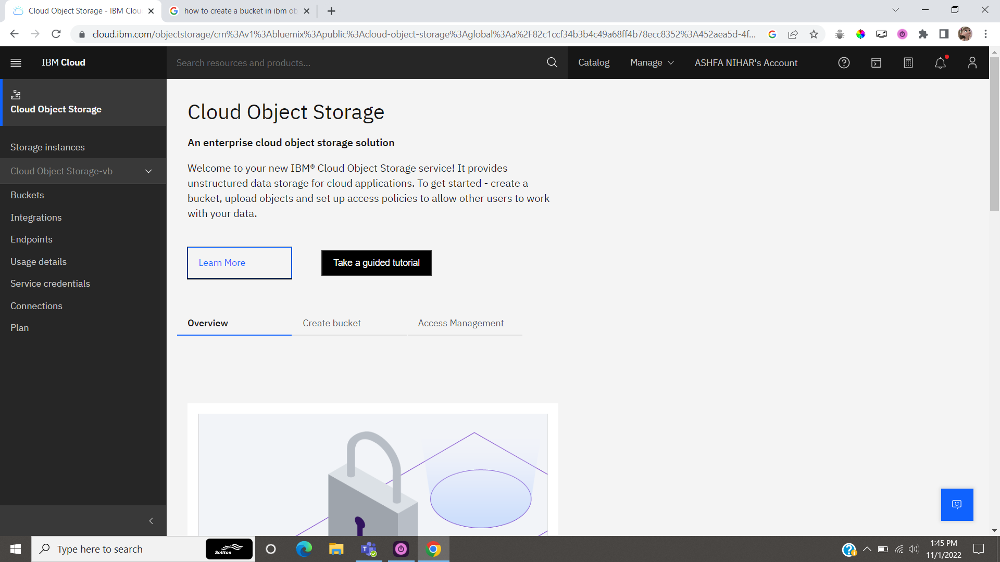 Cloud Object Storage - IBM Clou
how to create a bucket in ibm ob
cloud.ibm.com/objectstorage/crn%3Av1%3Abluemix%3Apublic%3Acloud-object-storage%3Aglobal%3Aa%2F82c1ccf34b3b4c49a68ff4b78ecc8352%3A452aea5d-4f...
IBM Cloud
Search resources and products...
Catalog
Manage
ASHFA NIHAR's Account
Cloud Object Storage
Storage instances
Cloud Object Storage-vb
Buckets
Integrations
Endpoints
Usage details
Service credentials
Connections
Plan
Cloud Object Storage
An enterprise cloud object storage solution
Welcome to your new IBM® Cloud Object Storage service! It provides
unstructured data storage for cloud applications. To get started - create a
bucket, upload objects and set up access policies to allow other users to work
with your data.
Learn More
Take a guided tutorial
Overview
Create bucket
Access Management
Type here to search
Soliton
1:45 PM
11/1/2022